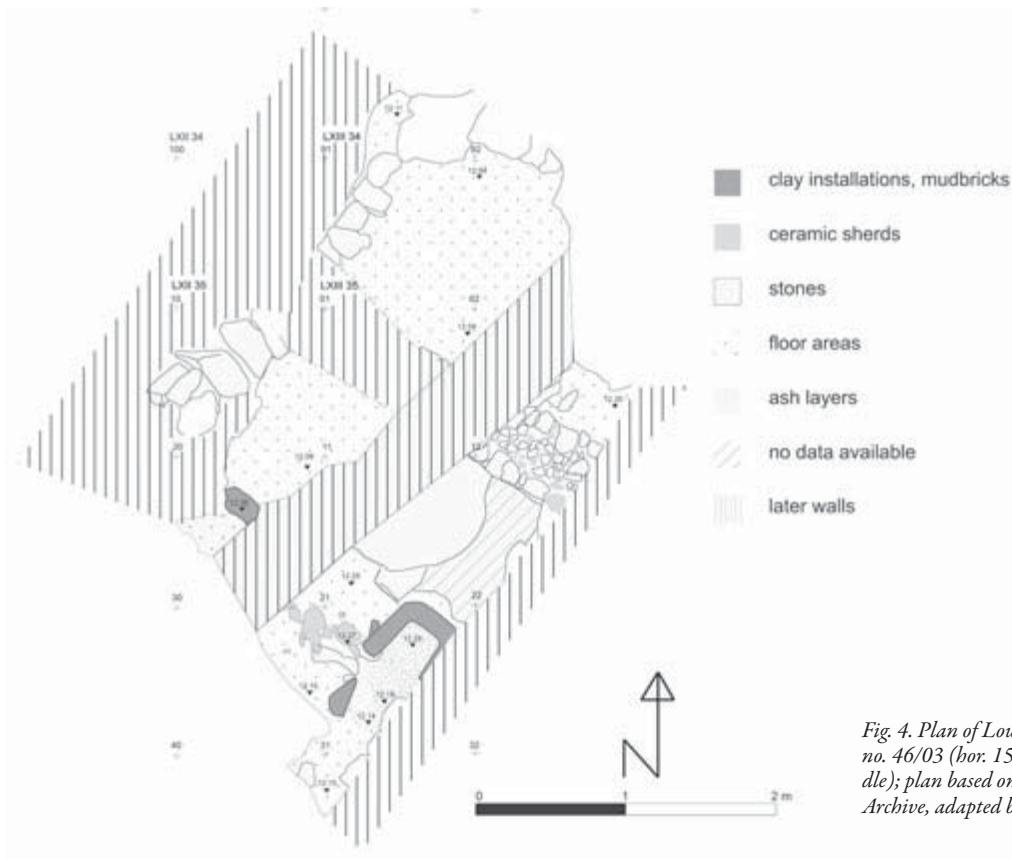 LXII 34
100
LXIII 34
01
02
LXII 35
10
LXIII 35
01
02
20
11
12
30
21
22
40
31
32
clay installations, mudbricks
ceramic sherds
stones
floor areas
ash layers
no data available
later walls
N
0 1 2 m
Fig. 4. Plan of Lou
no. 46/03 (hor. 15
dle); plan based on
Archive, adapted b